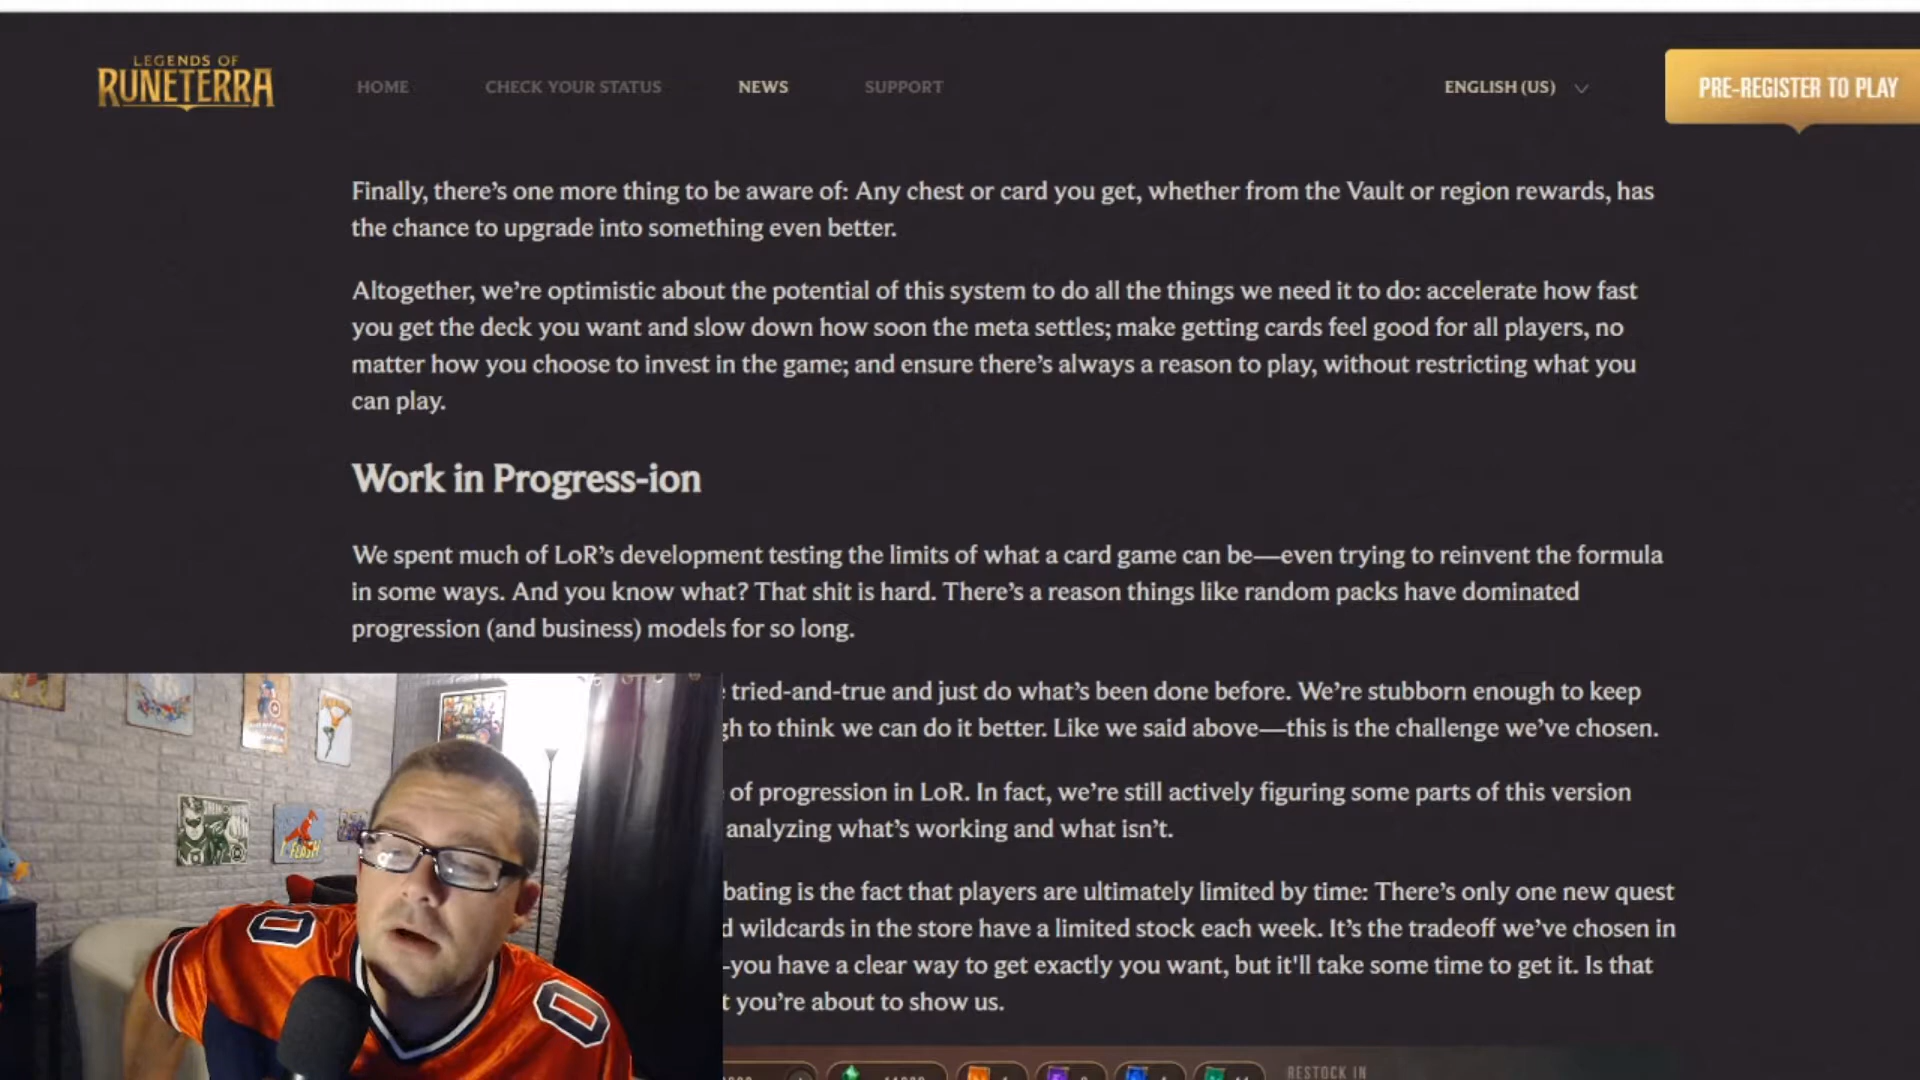 LEGENDS OF
RUNETERRA
HOME
CHECK YOUR STATUS
NEWS
SUPPORT
ENGLISH (US)
PRE-REGISTER TO PLAY
Finally, there’s one more thing to be aware of: Any chest or card you get, whether from the Vault or region rewards, has
the chance to upgrade into something even better.
Altogether, we’re optimistic about the potential of this system to do all the things we need it to do: accelerate how fast
you get the deck you want and slow down how soon the meta settles; make getting cards feel good for all players, no
matter how you choose to invest in the game; and ensure there’s always a reason to play, without restricting what you
can play.
Work in Progress-ion
We spent much of LoR’s development testing the limits of what a card game can be—even trying to reinvent the formula
in some ways. And you know what? That shit is hard. There’s a reason things like random packs have dominated
progression (and business) models for so long.
tried-and-true and just do what’s been done before. We’re stubborn enough to keep
gh to think we can do it better. Like we said above—this is the challenge we’ve chosen.
of progression in LoR. In fact, we’re still actively figuring some parts of this version
analyzing what’s working and what isn’t.
bating is the fact that players are ultimately limited by time: There’s only one new quest
d wildcards in the store have a limited stock each week. It’s the tradeoff we’ve chosen in
-you have a clear way to get exactly you want, but it'll take some time to get it. Is that
t you’re about to show us.
RESTOCK IN
FLASH
0
0